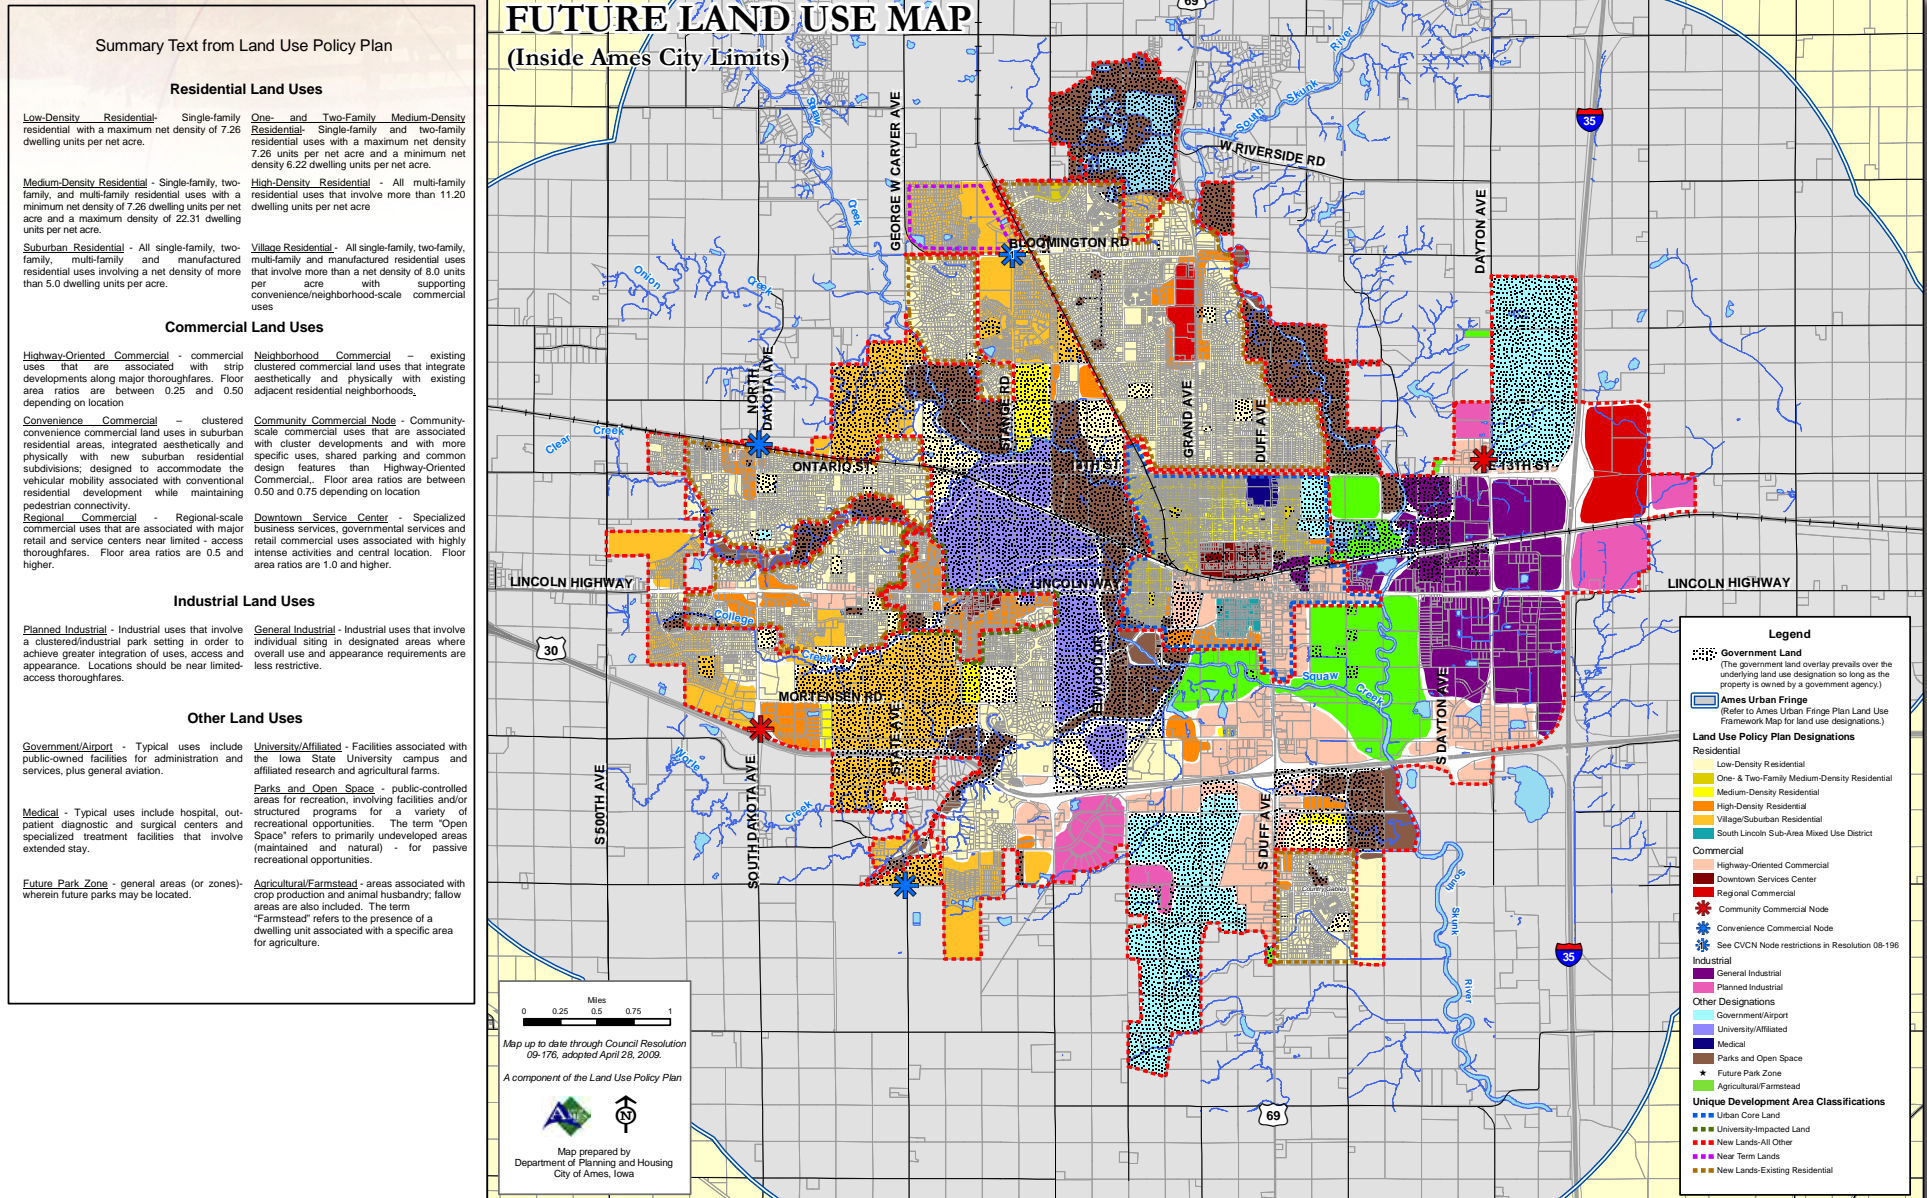 Summary Text from Land Use Policy Plan
Residential Land Uses
Low-Density Residential- Single-family
residential with a maximum net density of 7.26
dwelling units per net acre.
One- and Two-Family Medium-Density
Residential- Single-family and two-family
residential uses with a maximum net density
7.26 units per net acre and a minimum net
density 6.22 dwelling units per net acre.
Medium-Density Residential - Single-family, two-
family, and multi-family residential uses with a
minimum net density of 7.26 dwelling units per net
acre and a maximum density of 22.31 dwelling
units per net acre.
High-Density Residential - All multi-family
residential uses that involve more than 11.20
dwelling units per net acre
Suburban Residential - All single-family, two-
family, multi-family and manufactured
residential uses involving a net density of more
than 5.0 dwelling units per acre.
Village Residential - All single-family, two-family,
multi-family and manufactured residential uses
that involve more than a net density of 8.0 units
per acre with supporting
convenience/neighborhood-scale commercial
uses
Commercial Land Uses
Highway-Oriented Commercial - commercial
uses that are associated with strip
developments along major thoroughfares. Floor
area ratios are between 0.25 and 0.50
depending on location
Neighborhood Commercial – existing
clustered commercial land uses that integrate
aesthetically and physically with existing
adjacent residential neighborhoods.
Convenience Commercial – clustered
convenience commercial land uses in suburban
residential areas, integrated aesthetically and
physically with new suburban residential
subdivisions; designed to accommodate the
vehicular mobility associated with conventional
residential development while maintaining
pedestrian connectivity.
Community Commercial Node - Community-
scale commercial uses that are associated
with cluster developments and with more
specific uses, shared parking and common
design features than Highway-Oriented
Commercial,. Floor area ratios are between
0.50 and 0.75 depending on location
Regional Commercial - Regional-scale
commercial uses that are associated with major
retail and service centers near limited - access
thoroughfares. Floor area ratios are 0.5 and
higher.
Downtown Service Center - Specialized
business services, governmental services and
retail commercial uses associated with highly
intense activities and central location. Floor
area ratios are 1.0 and higher.
Industrial Land Uses
Planned Industrial - Industrial uses that involve
a clustered/industrial park setting in order to
achieve greater integration of uses, access and
appearance. Locations should be near limited-
access thoroughfares.
General Industrial - Industrial uses that involve
individual siting in designated areas where
overall use and appearance requirements are
less restrictive.
Other Land Uses
Government/Airport - Typical uses include
public-owned facilities for administration and
services, plus general aviation.
University/Affiliated - Facilities associated with
the Iowa State University campus and
affiliated research and agricultural farms.
Medical - Typical uses include hospital, out-
patient diagnostic and surgical centers and
specialized treatment facilities that involve
extended stay.
Parks and Open Space - public-controlled
areas for recreation, involving facilities and/or
structured programs for a variety of
recreational opportunities. The term "Open
Space" refers to primarily undeveloped areas
(maintained and natural) - for passive
recreational opportunities.
Future Park Zone - general areas (or zones)-
wherein future parks may be located.
Agricultural/Farmstead - areas associated with
crop production and animal husbandry; fallow
areas are also included. The term
“Farmstead” refers to the presence of a
dwelling unit associated with a specific area
for agriculture.
FUTURE LAND USE MAP
(Inside Ames City Limits)
69
35
South Skunk River
W RIVERSIDE RD
GEORGE W CARVER AVE
Squaw Creek
DAYTON AVE
BLOOMINGTON RD
Onion Creek
NORTH
DAKOTA AVE
STANGE RD
GRAND AVE
DUFF AVE
Clear Creek
ONTARIO ST
13TH ST
E 13TH ST
LINCOLN HIGHWAY
LINCOLN WAY
LINCOLN HIGHWAY
College Creek
30
ELWOOD DR
Squaw Creek
MORTENSEN RD
STATE AVE
S DAYTON AVE
Worle Creek
S 500TH AVE
SOUTH DAKOTA AVE
S DUFF AVE
South Skunk River
35
69
Miles
0 0.25 0.5 0.75 1
Map up to date through Council Resolution
09-176, adopted April 28, 2009.
A component of the Land Use Policy Plan
AMES
N
Map prepared by
Department of Planning and Housing
City of Ames, Iowa
Legend
Government Land
(The government land overlay prevails over the
underlying land use designation so long as the
property is owned by a government agency.)
Ames Urban Fringe
(Refer to Ames Urban Fringe Plan Land Use
Framework Map for land use designations.)
Land Use Policy Plan Designations
Residential
Low-Density Residential
One- & Two-Family Medium-Density Residential
Medium-Density Residential
High-Density Residential
Village/Suburban Residential
South Lincoln Sub-Area Mixed Use District
Commercial
Highway-Oriented Commercial
Downtown Services Center
Regional Commercial
Community Commercial Node
Convenience Commercial Node
See CVCN Node restrictions in Resolution 08-196
Industrial
General Industrial
Planned Industrial
Other Designations
Government/Airport
University/Affiliated
Medical
Parks and Open Space
Future Park Zone
Agricultural/Farmstead
Unique Development Area Classifications
Urban Core Land
University-Impacted Land
New Lands-All Other
Near Term Lands
New Lands-Existing Residential